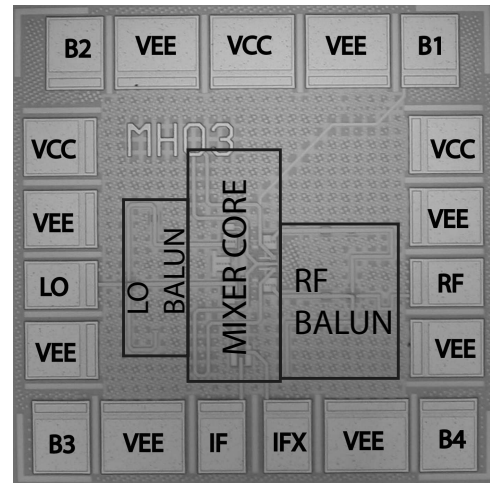 B2 VEE VCC VEE B1
MH03
VCC
VCC
VEE
VEE
LO
RF
VEE
VEE
LO
BALUN
MIXER CORE
RF
BALUN
B3 VEE IF IFX VEE B4